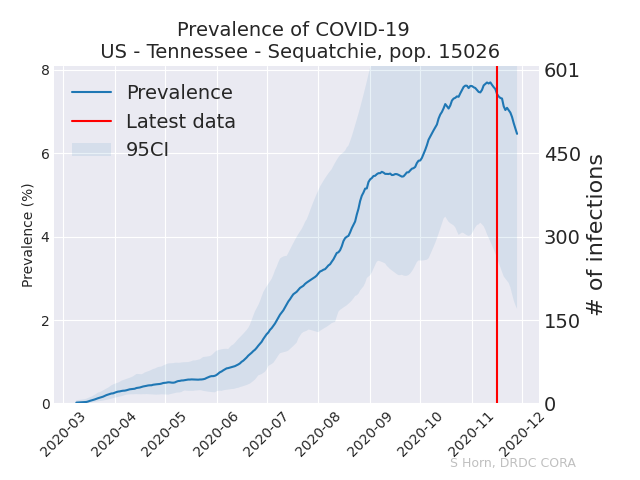 Prevalence of COVID-19
US - Tennessee - Sequatchie, pop. 15026
Prevalence
Latest data
95CI
Prevalence (%)
8
6
4
2
0
601
450
300
150
0
# of infections
2020-03
2020-04
2020-05
2020-06
2020-07
2020-08
2020-09
2020-10
2020-11
2020-12
S Horn, DRDC CORA